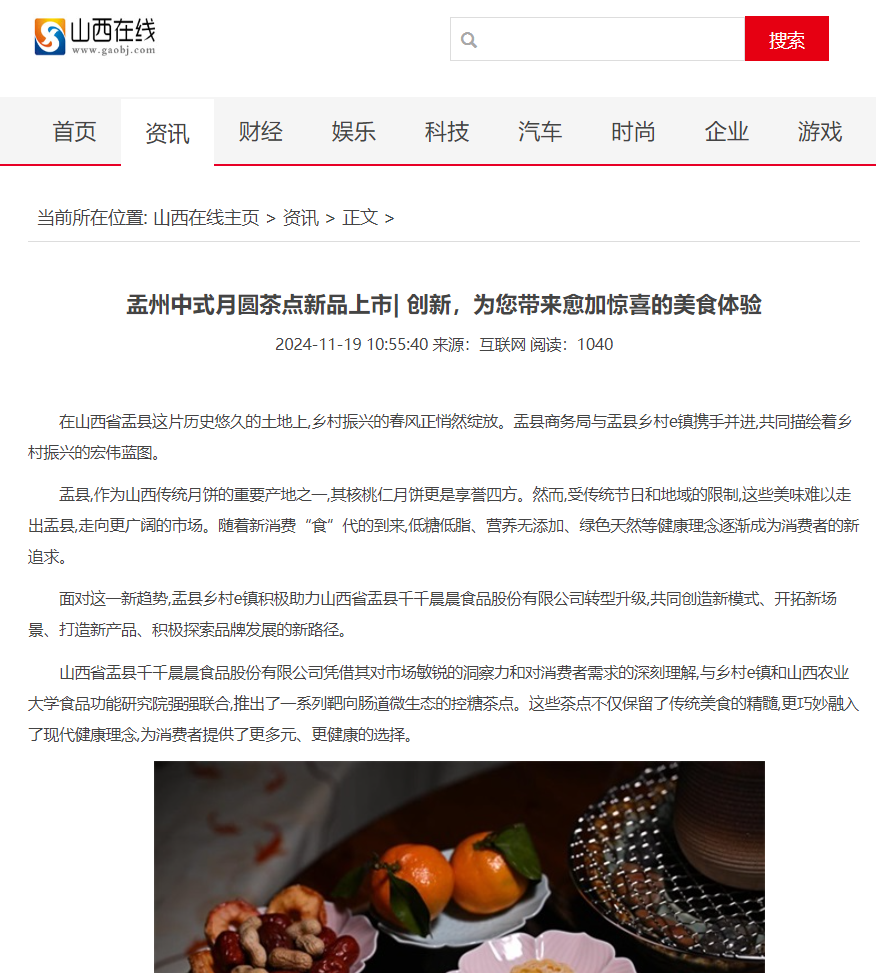 山西在线
www.gaobj.com
搜索
首页 资讯 财经 娱乐 科技 汽车 时尚 企业 游戏
当前所在位置: 山西在线主页 > 资讯 > 正文 >
盂州中式月圆茶点新品上市| 创新，为您带来愈加惊喜的美食体验
2024-11-19 10:55:40 来源：互联网 阅读：1040
在山西省盂县这片历史悠久的土地上,乡村振兴的春风正悄然绽放。盂县商务局与盂县乡村e镇携手并进,共同描绘着乡
村振兴的宏伟蓝图。
盂县,作为山西传统月饼的重要产地之一,其核桃仁月饼更是享誉四方。然而,受传统节日和地域的限制,这些美味难以走
出盂县,走向更广阔的市场。随着新消费“食”代的到来,低糖低脂、营养无添加、绿色天然等健康理念逐渐成为消费者的新
追求。
面对这一新趋势,盂县乡村e镇积极助力山西省盂县千千晨晨食品股份有限公司转型升级,共同创造新模式、开拓新场
景、打造新产品、积极探索品牌发展的新路径。
山西省盂县千千晨晨食品股份有限公司凭借其对市场敏锐的洞察力和对消费者需求的深刻理解,与乡村e镇和山西农业
大学食品功能研究院强强联合,推出了一系列靶向肠道微生态的控糖茶点。这些茶点不仅保留了传统美食的精髓,更巧妙融入
了现代健康理念,为消费者提供了更多元、更健康的选择。